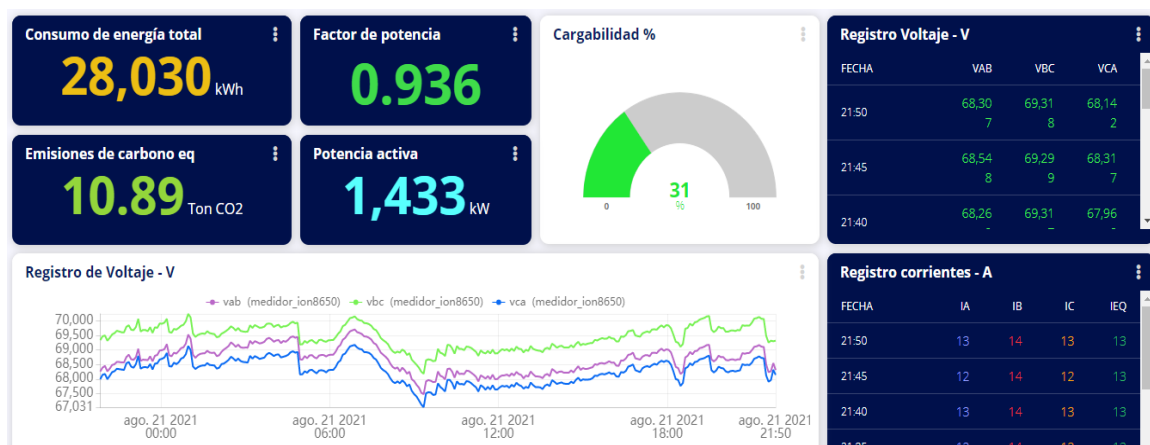 Consumo de energía total
28,030 kWh
Factor de potencia
0.936
Emisiones de carbono eq
10.89 Ton CO2
Potencia activa
1,433 kW
Cargabilidad %
31
%
0 100
Registro Voltaje - V
FECHA VAB VBC VCA
21:50 68,30 69,31 68,14
7 8 2
21:45 68,54 69,29 68,31
8 9 7
21:40 68,26 69,31 67,96
Registro de Voltaje - V
vab (medidor_ion8650) vbc (medidor_ion8650) vca (medidor_ion8650)
70,000
69,500
69,000
68,500
68,000
67,031
ago. 21 2021 ago. 21 2021 ago. 21 2021 ago. 21 2021 ago. 21 2021
00:00 06:00 12:00 18:00 21:50
Registro corrientes - A
FECHA IA IB IC IEQ
21:50 13 14 13 13
21:45 12 14 12 13
21:40 13 14 13 13